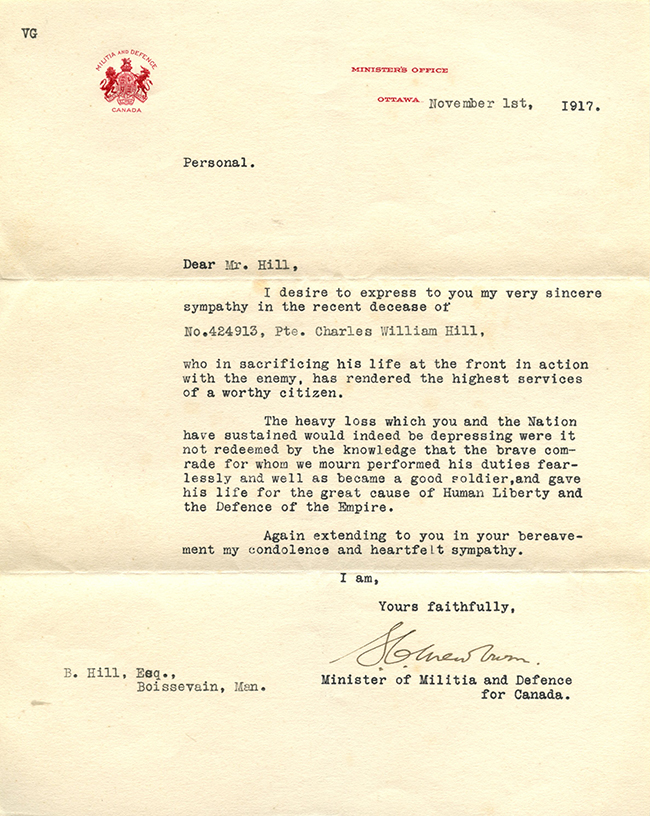 VG
MILITIA AND DEFENCE
CANADA
MINISTER'S OFFICE
OTTAWA November 1st, 1917.
Personal.
Dear Mr. Hill,
I desire to express to you my very sincere
sympathy in the recent decease of
No.424913, Pte. Charles William Hill,
who in sacrificing his life at the front in action
with the enemy, has rendered the highest services
of a worthy citizen.
The heavy loss which you and the Nation
have sustained would indeed be depressing were it
not redeemed by the knowledge that the brave com-
rade for whom we mourn performed his duties fear-
lessly and well as became a good soldier,and gave
his life for the great cause of Human Liberty and
the Defence of the Empire.
Again extending to you in your bereave-
ment my condolence and heartfelt sympathy.
I am,
Yours faithfully,
S.C. Mewburn.
Minister of Militia and Defence
for Canada.
B. Hill, Esq.,
Boissevain, Man.